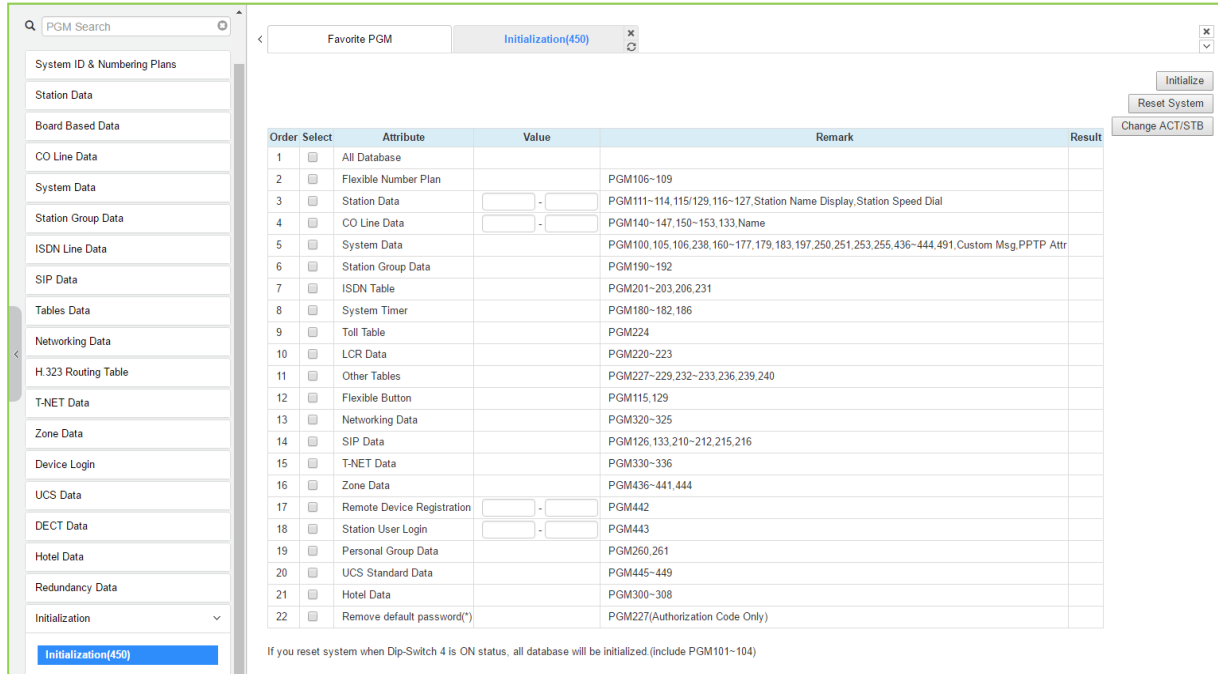 PGM Search
System ID & Numbering Plans
Station Data
Board Based Data
CO Line Data
System Data
Station Group Data
ISDN Line Data
SIP Data
Tables Data
Networking Data
H.323 Routing Table
T-NET Data
Zone Data
Device Login
UCS Data
DECT Data
Hotel Data
Redundancy Data
Initialization
Initialization(450)
Favorite PGM Initialization(450)
Initialize
Reset System
Change ACT/STB
Order Select Attribute Value Remark Result
1 All Database
2 Flexible Number Plan PGM106~109
3 Station Data - PGM111~114,115/129,116~127,Station Name Display,Station Speed Dial
4 CO Line Data - PGM140~147,150~153,133,Name
5 System Data PGM100,105,106,238,160~177,179,183,197,250,251,253,255,436~444,491,Custom Msg,PPTP Attr
6 Station Group Data PGM190~192
7 ISDN Table PGM201~203,206,231
8 System Timer PGM180~182,186
9 Toll Table PGM224
10 LCR Data PGM220~223
11 Other Tables PGM227~229,232~233,236,239,240
12 Flexible Button PGM115,129
13 Networking Data PGM320~325
14 SIP Data PGM126,133,210~212,215,216
15 T-NET Data PGM330~336
16 Zone Data PGM436~441,444
17 Remote Device Registration - PGM442
18 Station User Login - PGM443
19 Personal Group Data PGM260,261
20 UCS Standard Data PGM445~449
21 Hotel Data PGM300~308
22 Remove default password(*) PGM227(Authorization Code Only)
If you reset system when Dip-Switch 4 is ON status, all database will be initialized.(include PGM101~104)